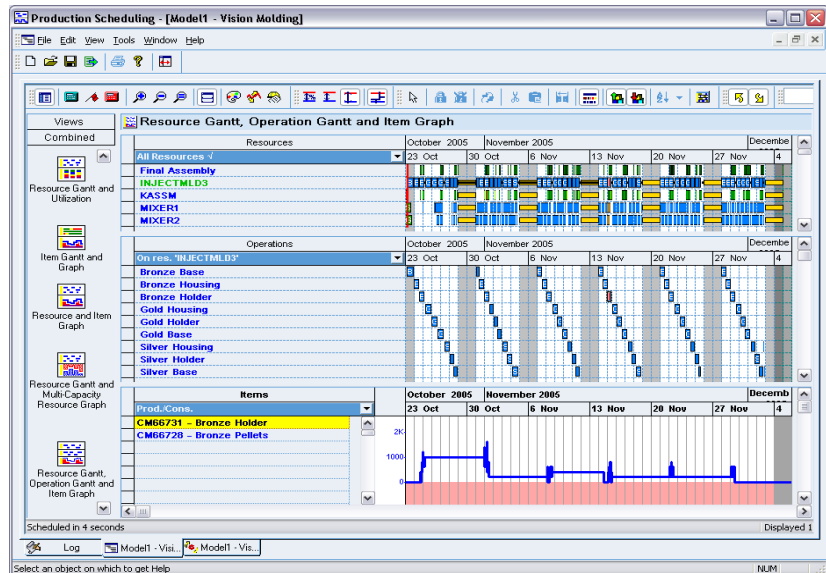 Production Scheduling - [Model1 - Vision Molding]
File Edit View Tools Window Help
Views
Combined
Resource Gantt and Utilization
Item Gantt and Graph
Resource and Item Graph
Resource Gantt and Multi-Capacity Resource Graph
Resource Gantt, Operation Gantt and Item Graph
Resource Gantt, Operation Gantt and Item Graph
Resources
October 2005 November 2005 Decembe
All Resources √
23 Oct 30 Oct 6 Nov 13 Nov 20 Nov 27 Nov 4
Final Assembly
INJECTMLD3
KASSM
MIXER1
MIXER2
Operations
October 2005 November 2005 Decembe
On res. 'INJECTMLD3'
23 Oct 30 Oct 6 Nov 13 Nov 20 Nov 27 Nov 4
Bronze Base
Bronze Housing
Bronze Holder
Gold Housing
Gold Holder
Gold Base
Silver Housing
Silver Holder
Silver Base
Items
October 2005 November 2005 Decemb
Prod./Cons.
23 Oct 30 Oct 6 Nov 13 Nov 20 Nov 27 Nov 4
CM66731 - Bronze Holder
CM66728 - Bronze Pellets
2K
1000
0
Scheduled in 4 seconds
Displayed 1
Log
Model1 - Visi...
Model1 - Vis...
Select an object on which to get Help
NUM